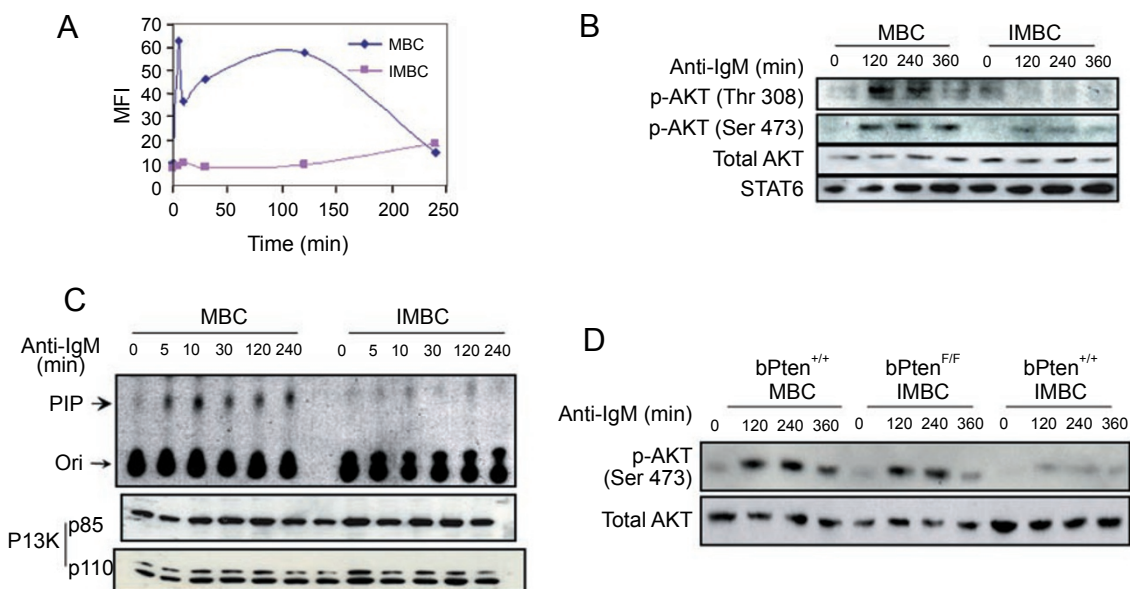 A
70
60
50
40
30
20
10
0
MFI
MBC
IMBC
0 50 100 150 200 250
Time (min)
B
MBC IMBC
Anti-IgM (min) 0 120 240 360 0 120 240 360
p-AKT (Thr 308)
p-AKT (Ser 473)
Total AKT
STAT6
C
MBC IMBC
Anti-IgM (min) 0 5 10 30 120 240 0 5 10 30 120 240
PIP
Ori
P13K
p85
p110
D
bPten+/+ MBC
bPtenF/F IMBC
bPten+/+ IMBC
Anti-IgM (min) 0 120 240 360 0 120 240 360 0 120 240 360
p-AKT
(Ser 473)
Total AKT